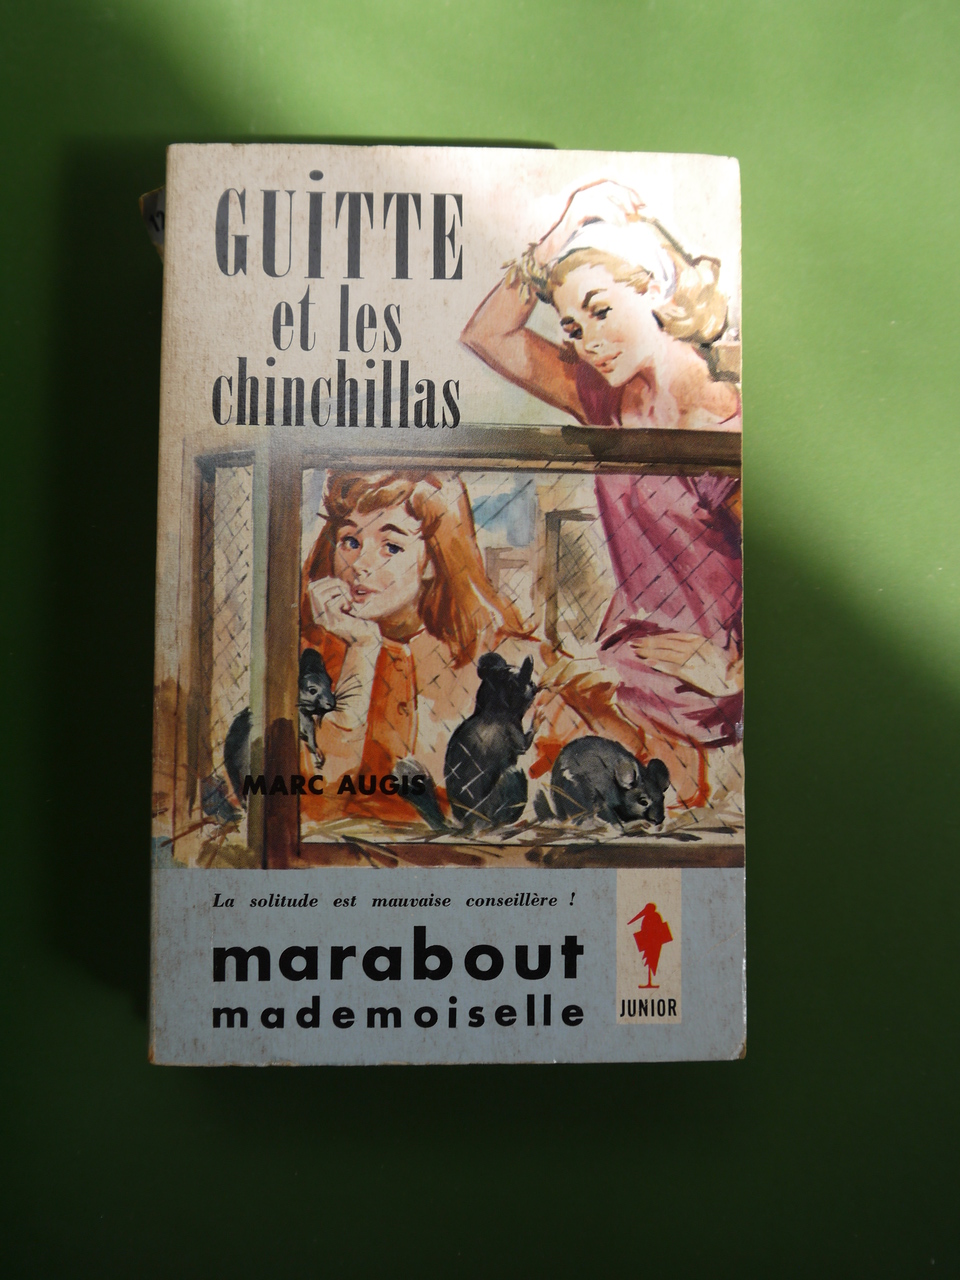 GUITTE
et les
chinchillas
MARC AUGIS
La solitude est mauvaise conseillère !
marabout
mademoiselle
JUNIOR